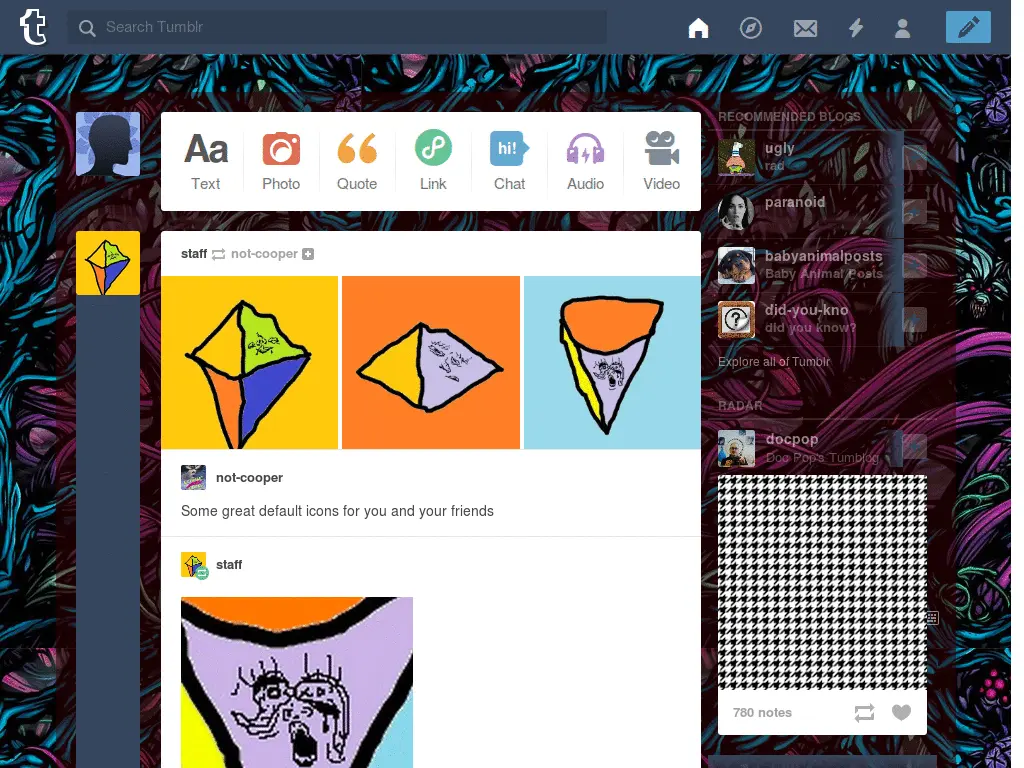 Search Tumblr
Aa
hi!
Text
Photo
Quote
Link
Chat
Audio
Video
staff not-cooper
not-cooper
Some great default icons for you and your friends
staff
RECOMMENDED BLOGS
ugly
rad
paranoid
babyanimalposts
Baby Animal Posts
did-you-kno
did you know?
Explore all of Tumblr
RADAR
docpop
Doc Pop's Tumblog
780 notes